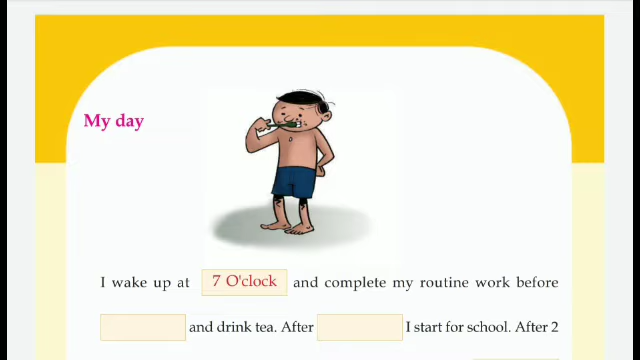 My day
I wake up at 7 O'clock and complete my routine work before
and drink tea. After I start for school. After 2